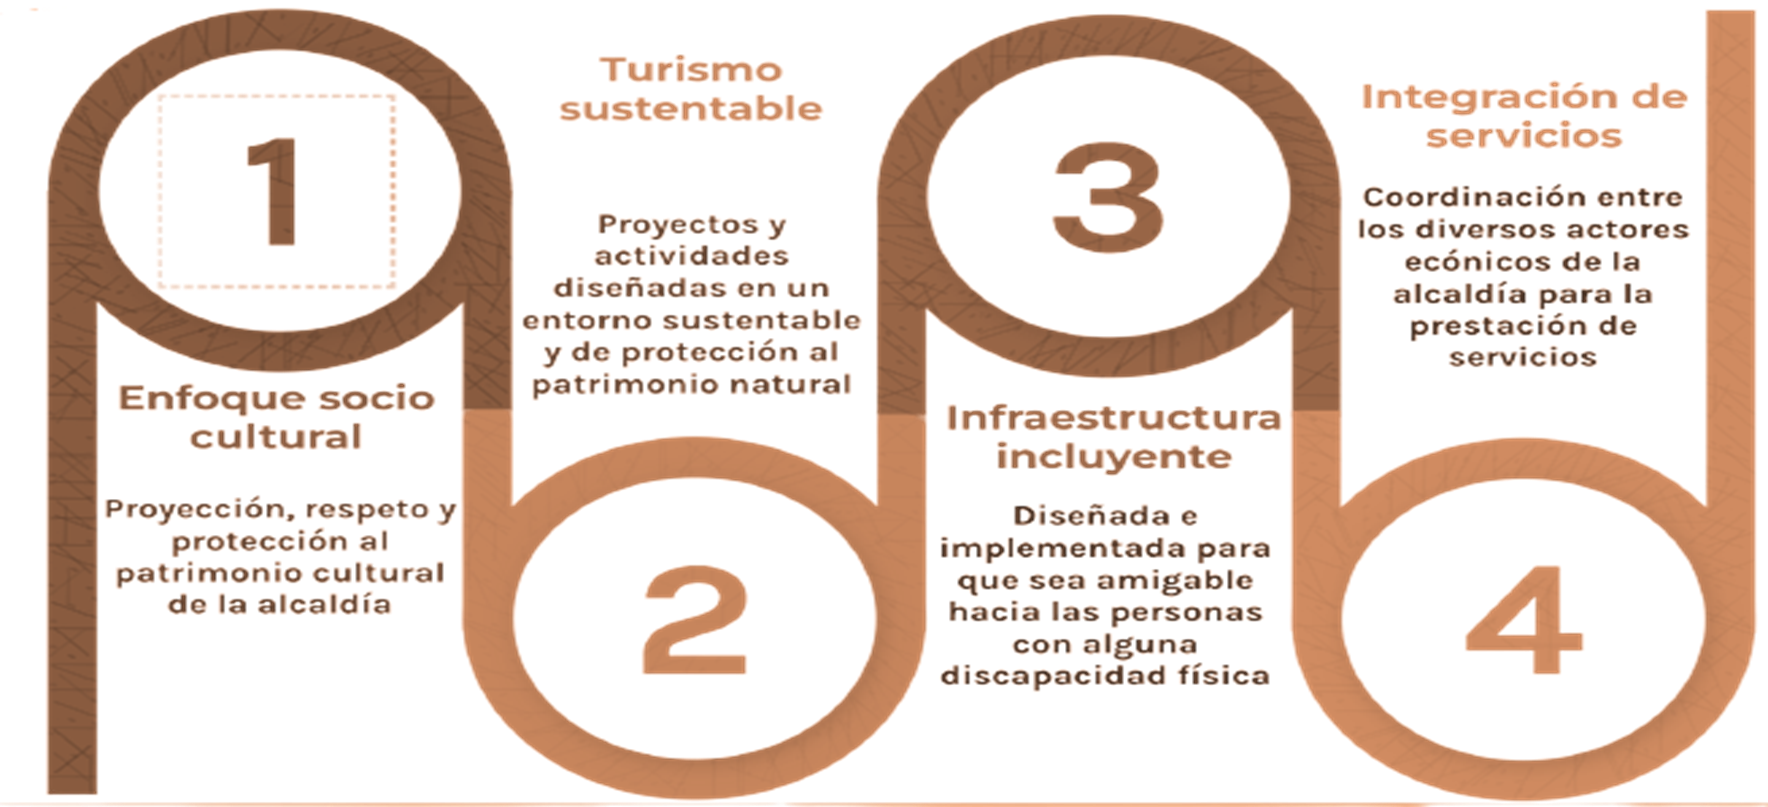 1
Enfoque socio
cultural
Proyección, respeto y
protección al
patrimonio cultural
de la alcaldía
Turismo
sustentable
Proyectos y
actividades
diseñadas en un
entorno sustentable
y de protección al
patrimonio natural
2
3
Infraestructura
incluyente
Diseñada e
implementada para
que sea amigable
hacia las personas
con alguna
discapacidad física
Integración de
servicios
Coordinación entre
los diversos actores
ecónicos de la
alcaldía para la
prestación de
servicios
4